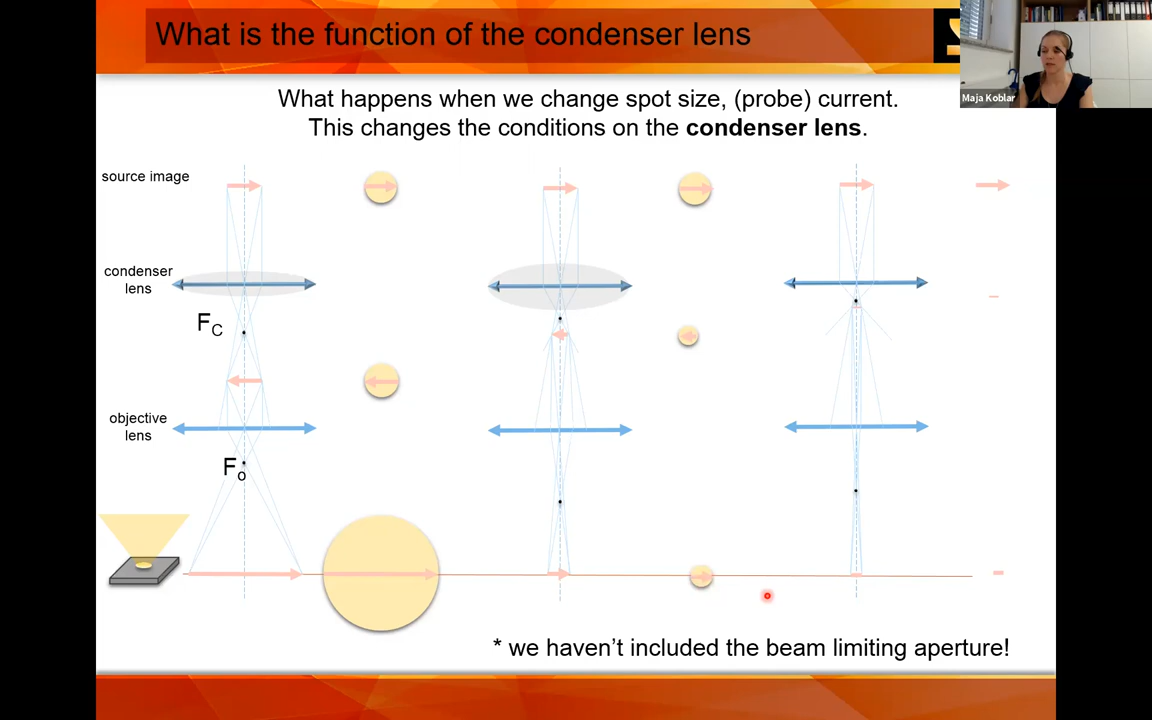 What is the function of the condenser lens
Maja Koblar
What happens when we change spot size, (probe) current.
This changes the conditions on the condenser lens.
source image
condenser
lens
FC
objective
lens
Fo
* we haven't included the beam limiting aperture!